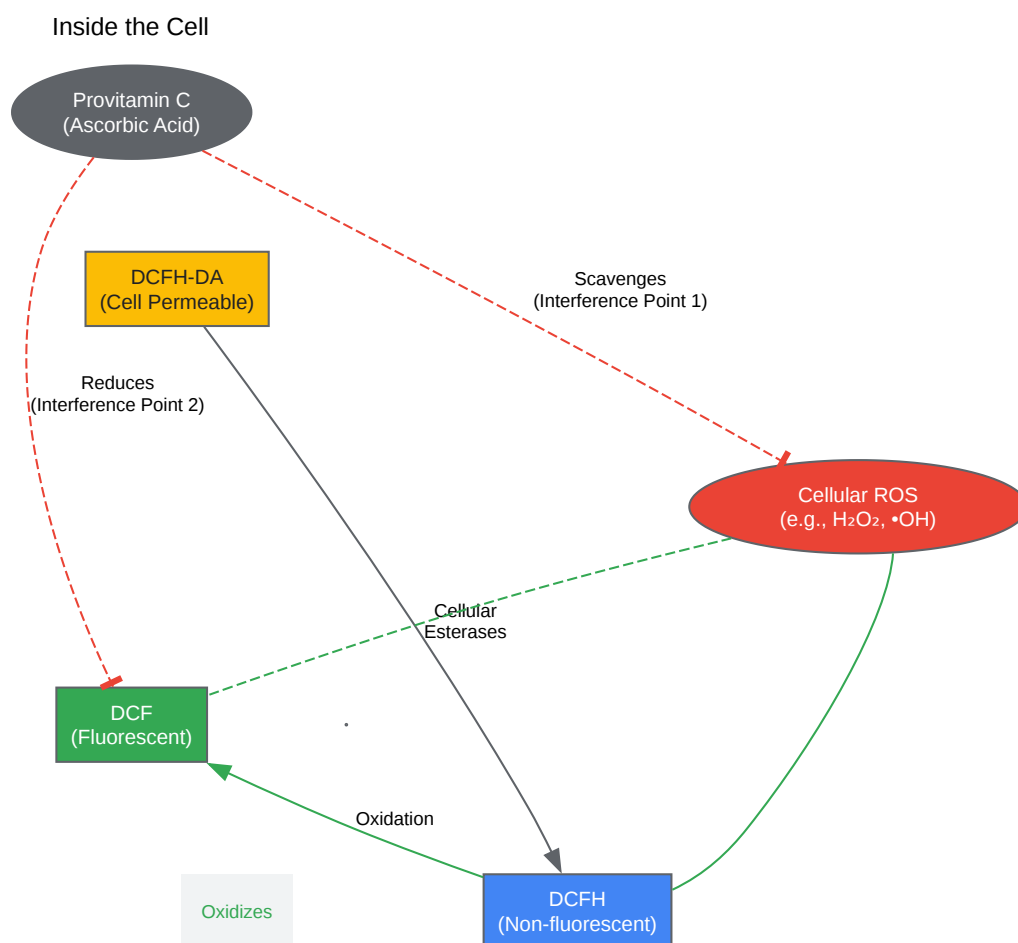 Inside the Cell
Provitamin C
(Ascorbic Acid)
DCFH-DA
(Cell Permeable)
Scavenges
(Interference Point 1)
Reduces
(Interference Point 2)
Cellular ROS
(e.g., H₂O₂, •OH)
Cellular
Esterases
DCF
(Fluorescent)
Oxidation
DCFH
(Non-fluorescent)
Oxidizes